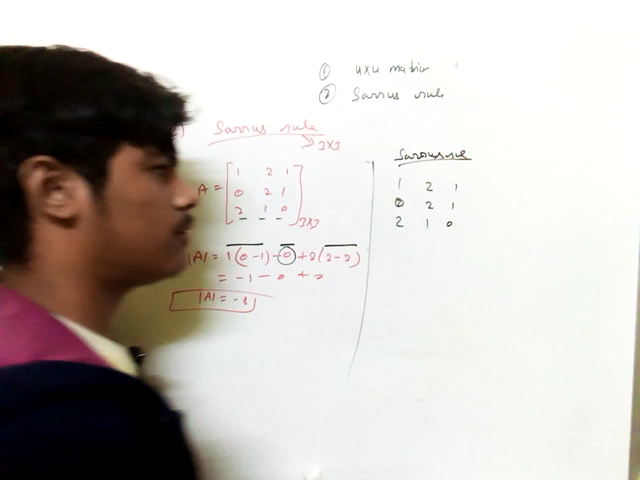 ① 4x4 matrix
② Sarrus rule
) Sarrus rule
3x3
A = [ 1 2 1
0 2 1
2 1 0 ] 3x3
|A| = 1(0-1) - 0 + 2(2-2)
= -1 - 0 + 0
|A| = -1
Sarrus rule
1 2 1
0 2 1
2 1 0